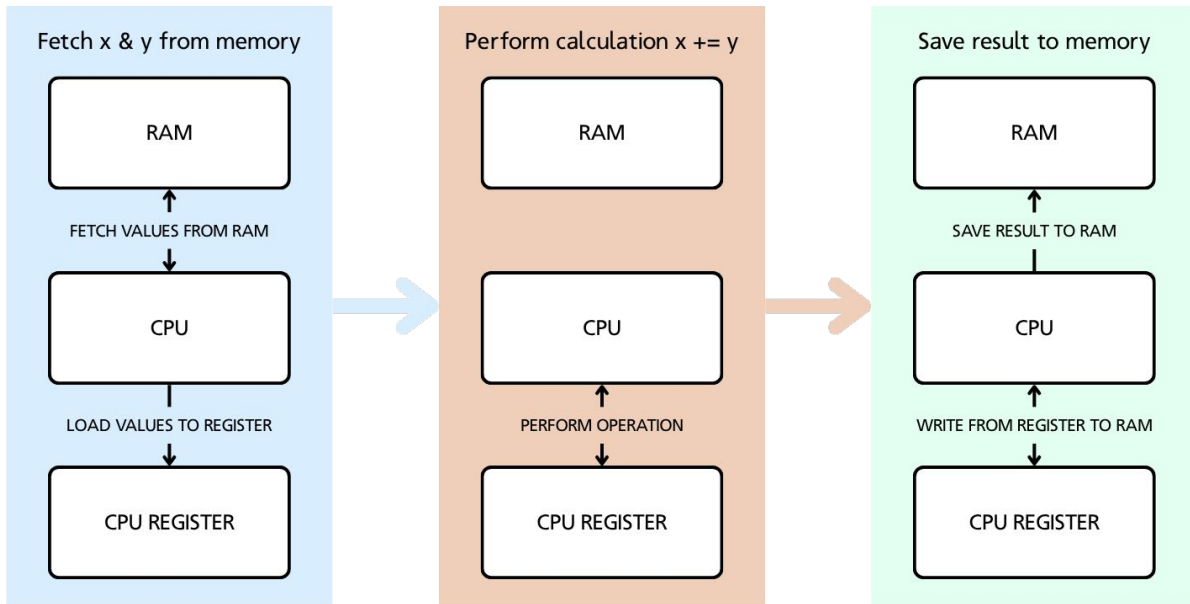 Fetch x & y from memory
RAM
FETCH VALUES FROM RAM
CPU
LOAD VALUES TO REGISTER
CPU REGISTER
Perform calculation x += y
RAM
CPU
PERFORM OPERATION
CPU REGISTER
Save result to memory
RAM
SAVE RESULT TO RAM
CPU
WRITE FROM REGISTER TO RAM
CPU REGISTER